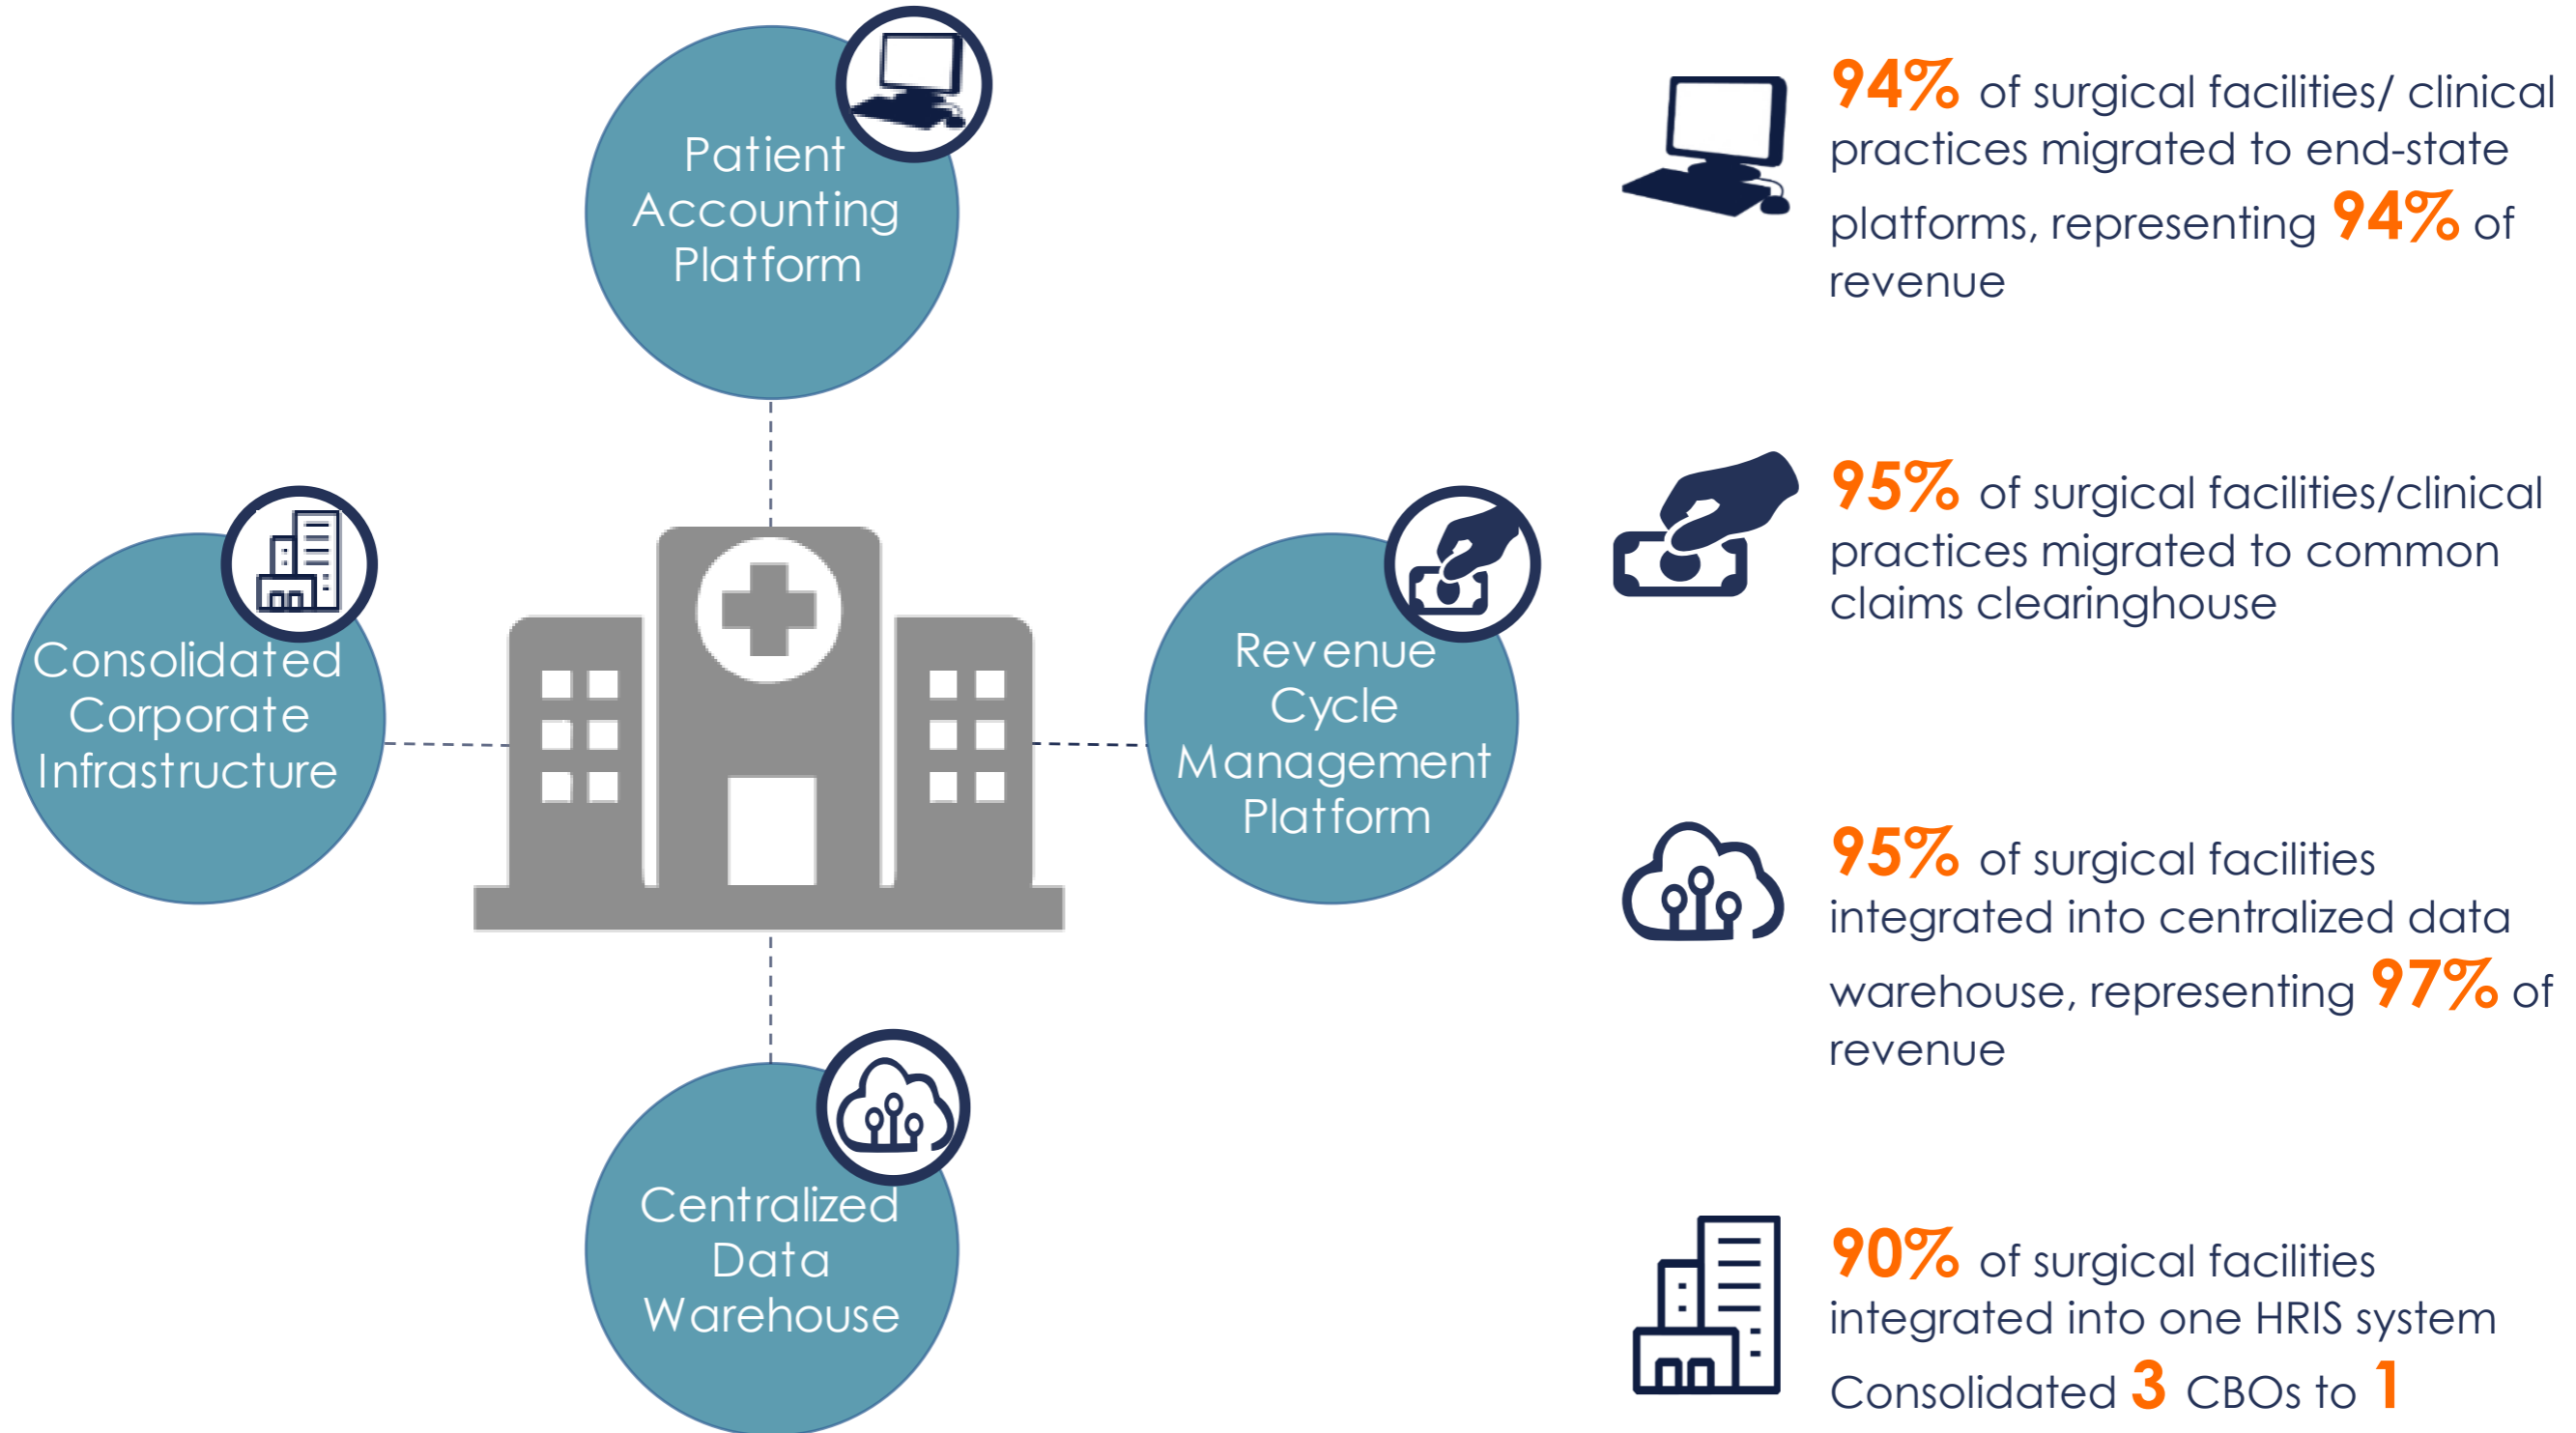 Patient
Accounting
Platform
Consolidated
Corporate
Infrastructure
Revenue
Cycle
Management
Platform
Centralized
Data
Warehouse
94% of surgical facilities/ clinical
practices migrated to end-state
platforms, representing 94% of
revenue
95% of surgical facilities/clinical
practices migrated to common
claims clearinghouse
95% of surgical facilities
integrated into centralized data
warehouse, representing 97% of
revenue
90% of surgical facilities
integrated into one HRIS system
Consolidated 3 CBOs to 1